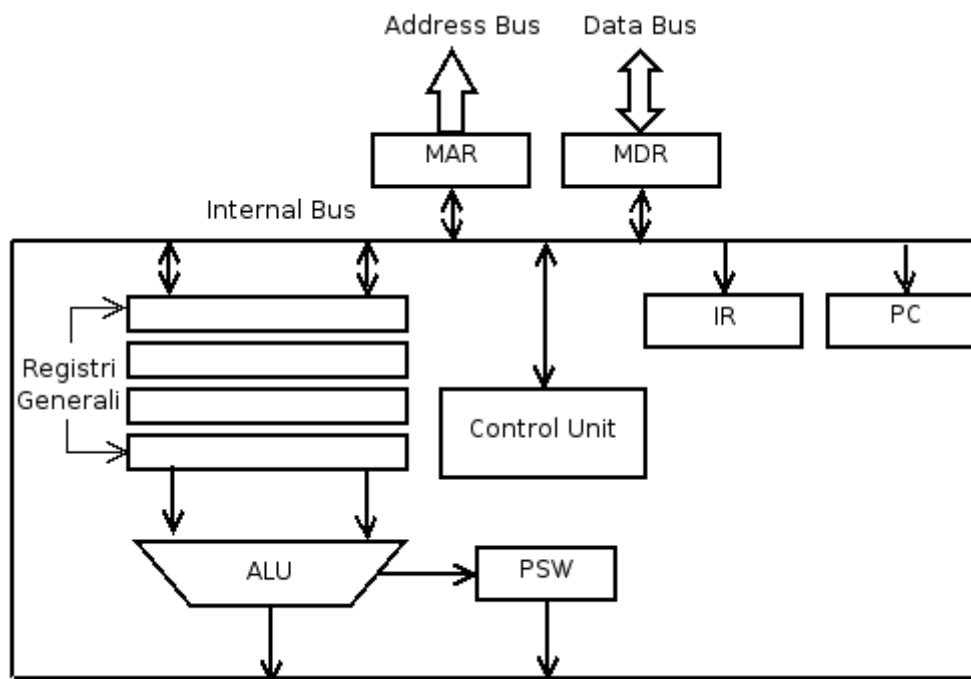 Address Bus
Data Bus
MAR
MDR
Internal Bus
IR
PC
Registri
Generali
Control Unit
ALU
PSW